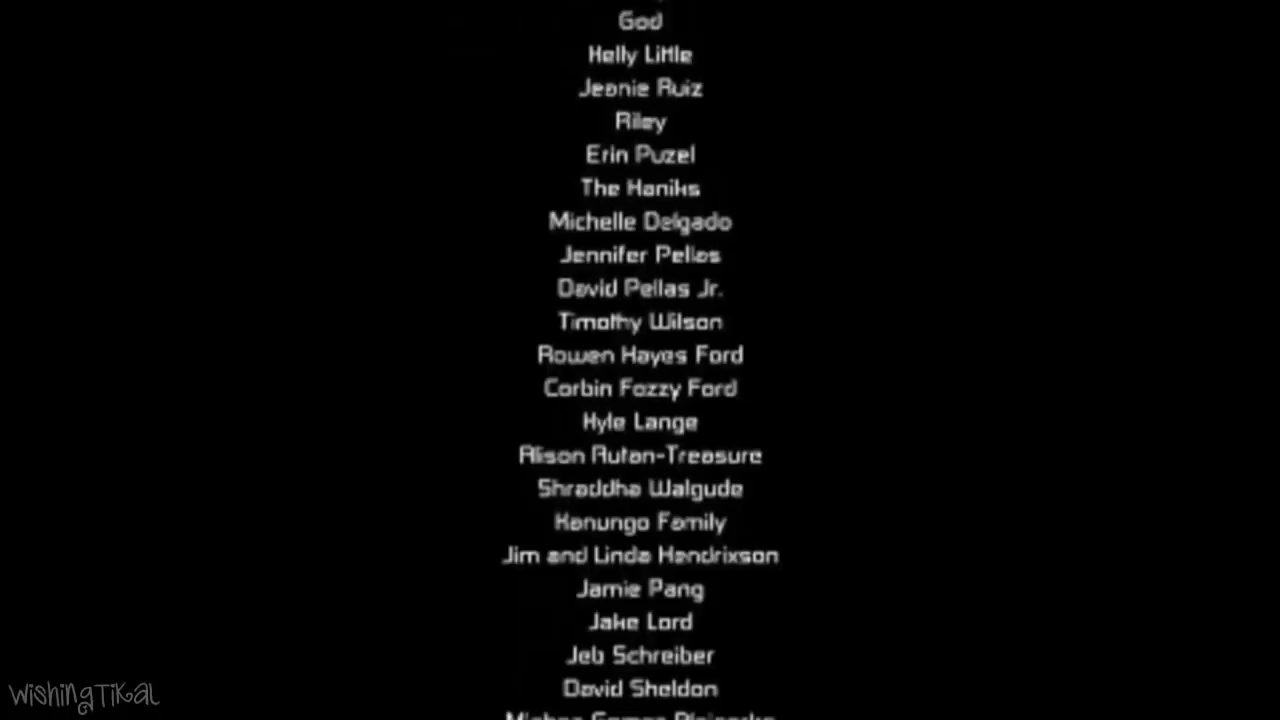 God
Kelly Little
Jeanie Ruiz
Riley
Erin Puzel
The Haniks
Michelle Delgado
Jennifer Pellas
David Pellas Jr.
Timothy Wilson
Rowen Hayes Ford
Corbin Fozzy Ford
Kyle Lange
Alison Rutan-Treasure
Shraddha Walgude
Kanungo Family
Jim and Linda Hendrixson
Jamie Pang
Jake Lord
Jeb Schreiber
David Sheldon
WishingTikal